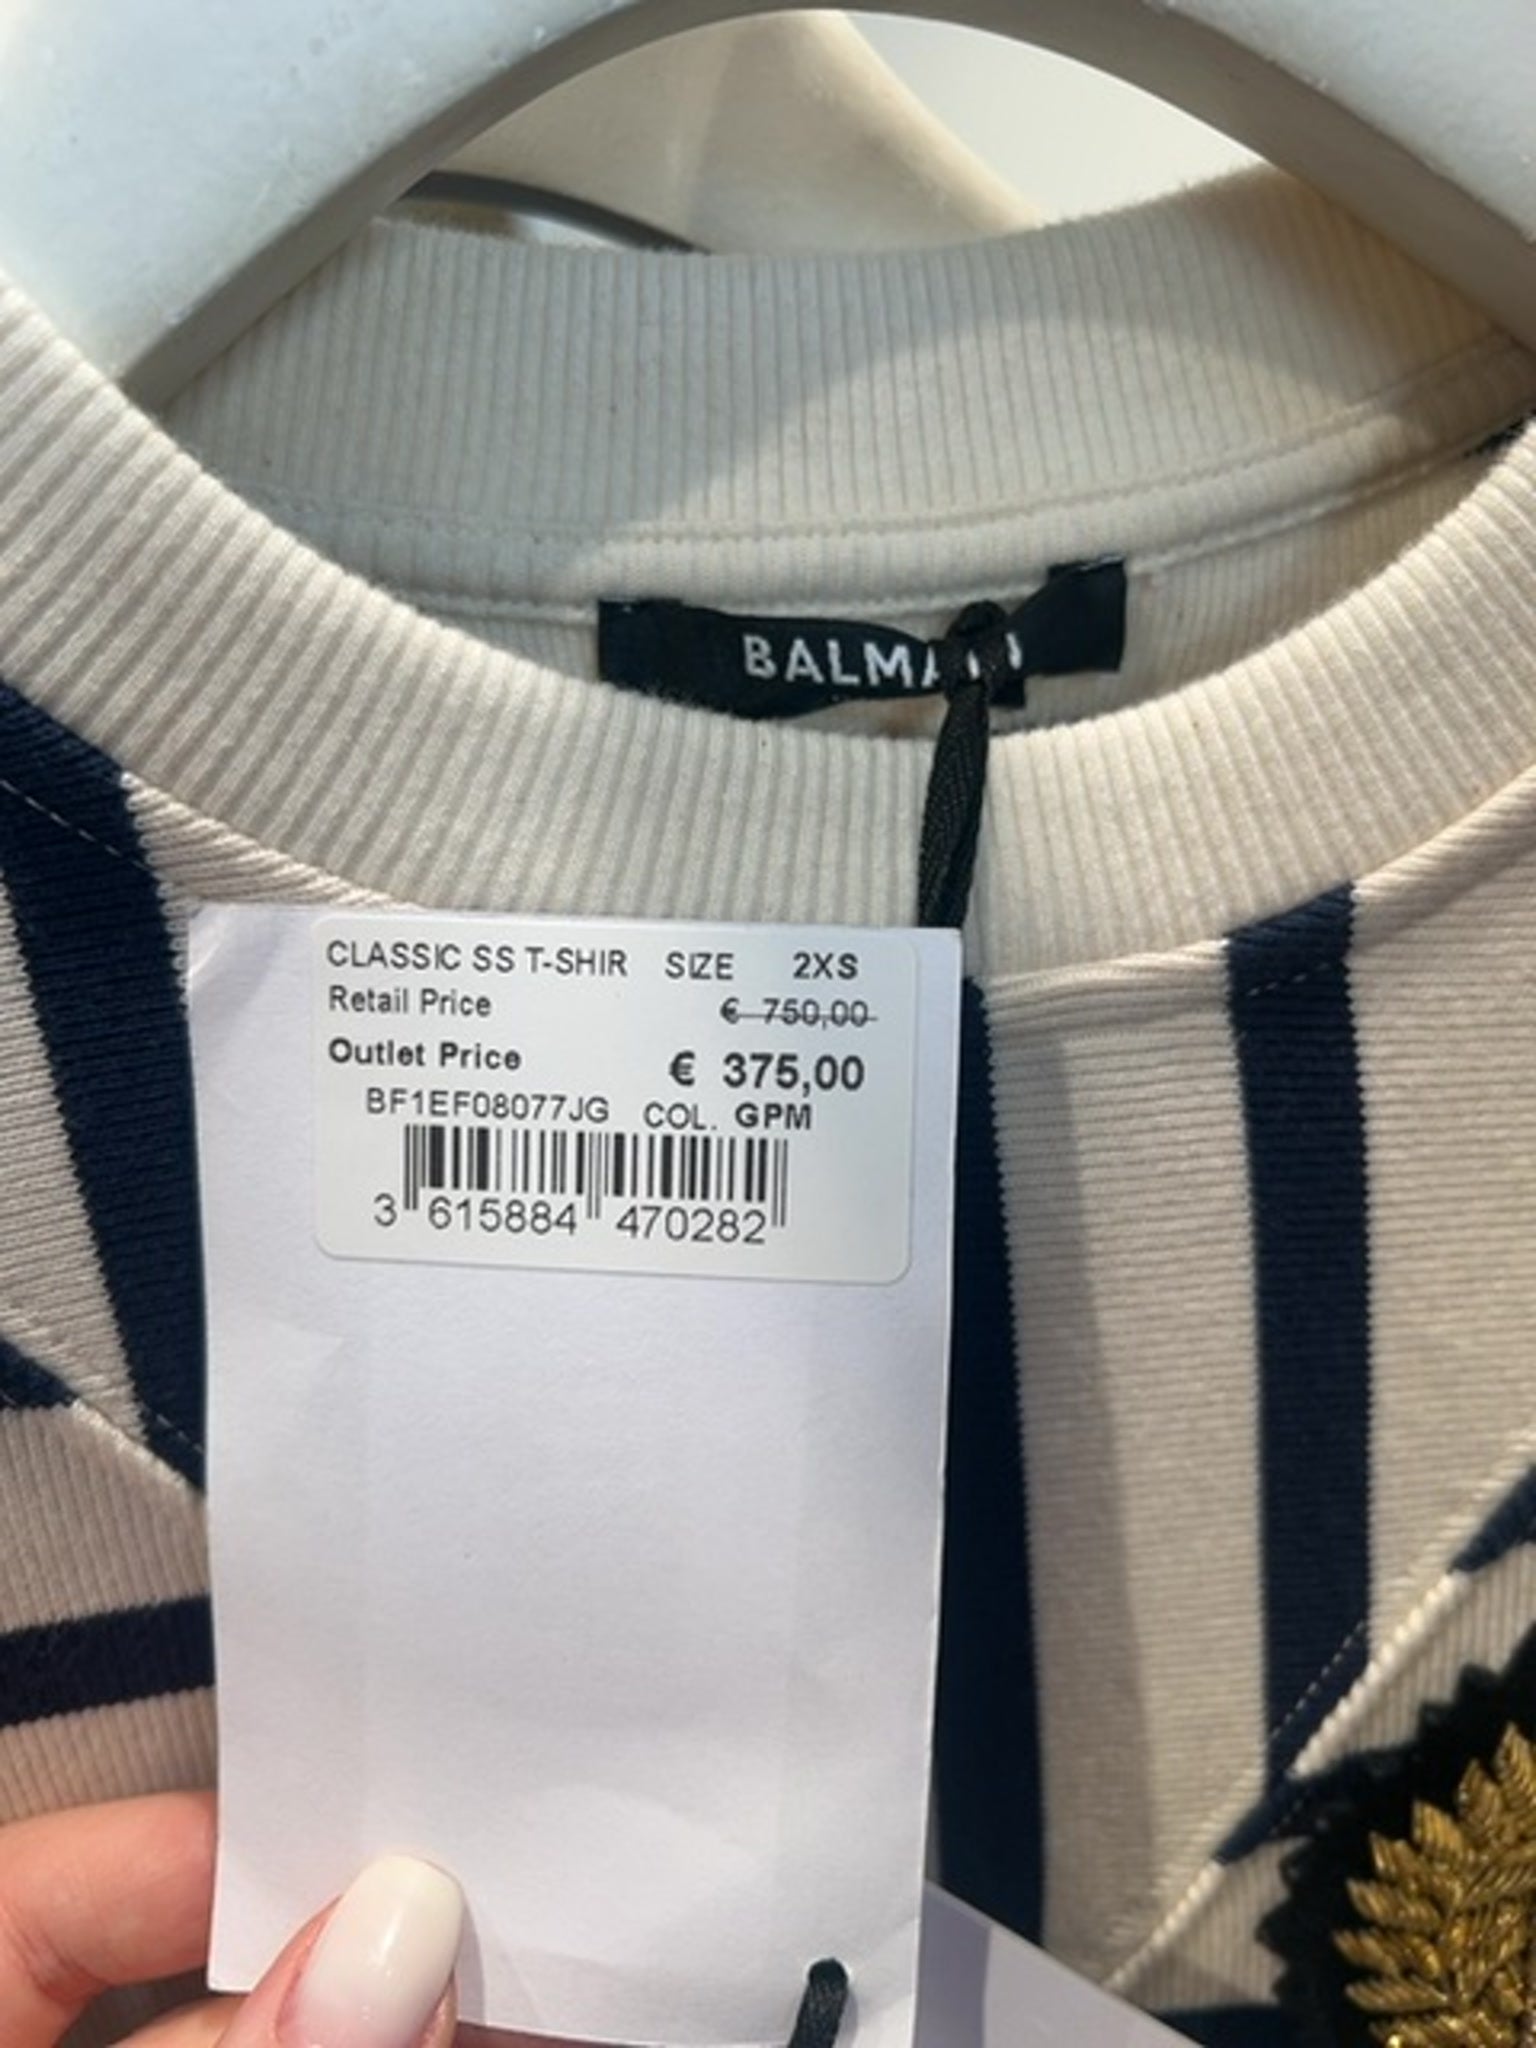 BALMAIN
CLASSIC SS T-SHIR SIZE 2XS
Retail Price € 750,00
Outlet Price € 375,00
BF1EF08077JG COL. GPM
3 615884 470282